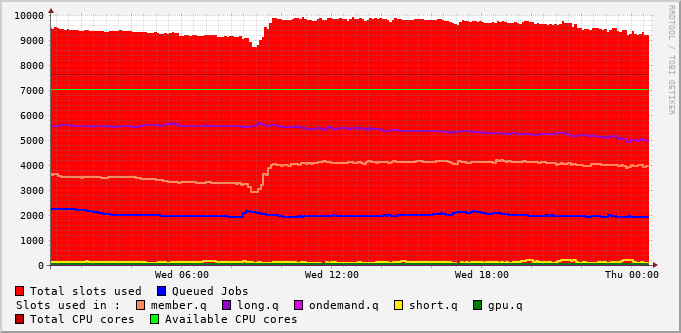 RRDTOOL / TOBI OETIKER
10000
9000
8000
7000
6000
5000
4000
3000
2000
1000
0
Wed 06:00 Wed 12:00 Wed 18:00 Thu 00:00
Total slots used Queued Jobs
Slots used in : member.q long.q ondemand.q short.q gpu.q
Total CPU cores Available CPU cores